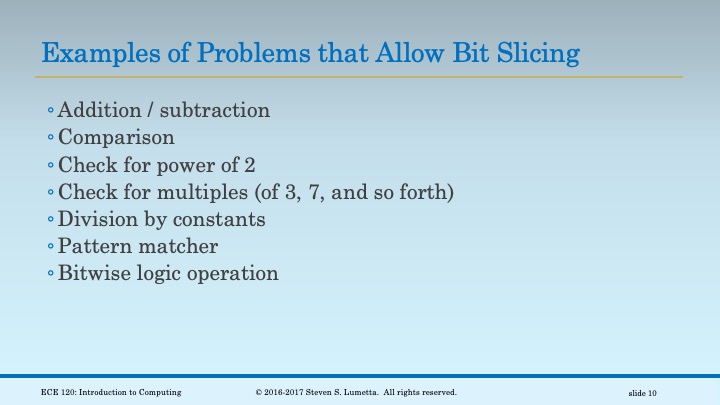 Examples of Problems that Allow Bit Slicing
◦Addition / subtraction
◦Comparison
◦Check for power of 2
◦Check for multiples (of 3, 7, and so forth)
◦Division by constants
◦Pattern matcher
◦Bitwise logic operation
ECE 120: Introduction to Computing © 2016-2017 Steven S. Lumetta. All rights reserved. slide 10